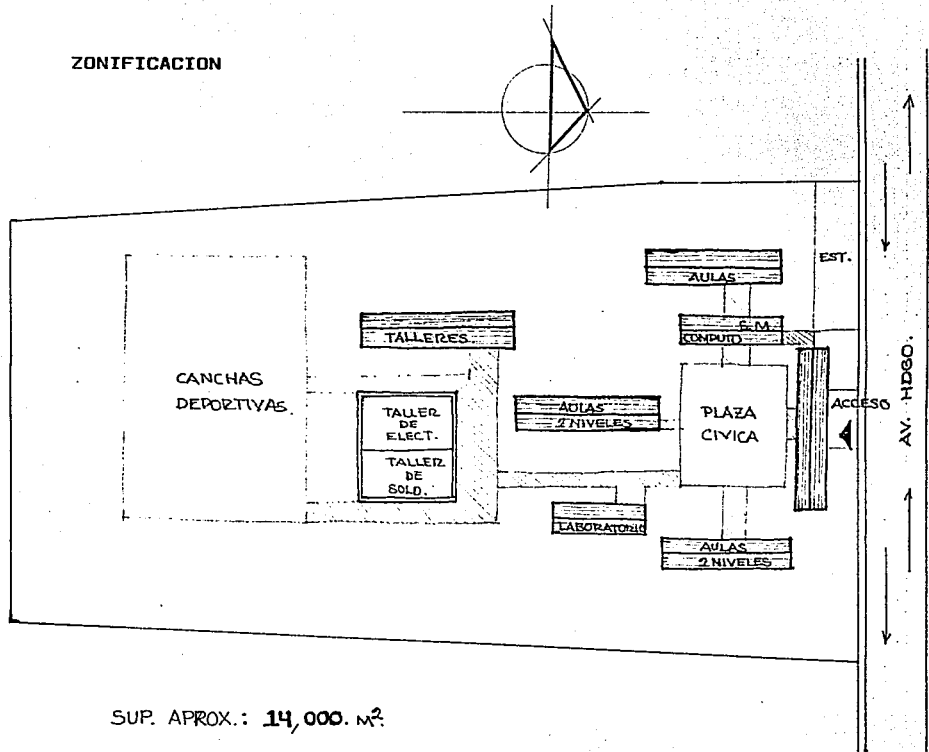 ZONIFICACION
EST.
AULAS
S.M.
COMPUTO
TALLERES.
CANCHAS
DEPORTIVAS.
TALLER
DE
ELECT.
TALLER
DE
SOLD.
AULAS
2 NIVELES
PLAZA
CIVICA
ACCESO
AV. HDGO.
LABORATORIO
AULAS
2 NIVELES
SUP. APROX.: 14,000. M².